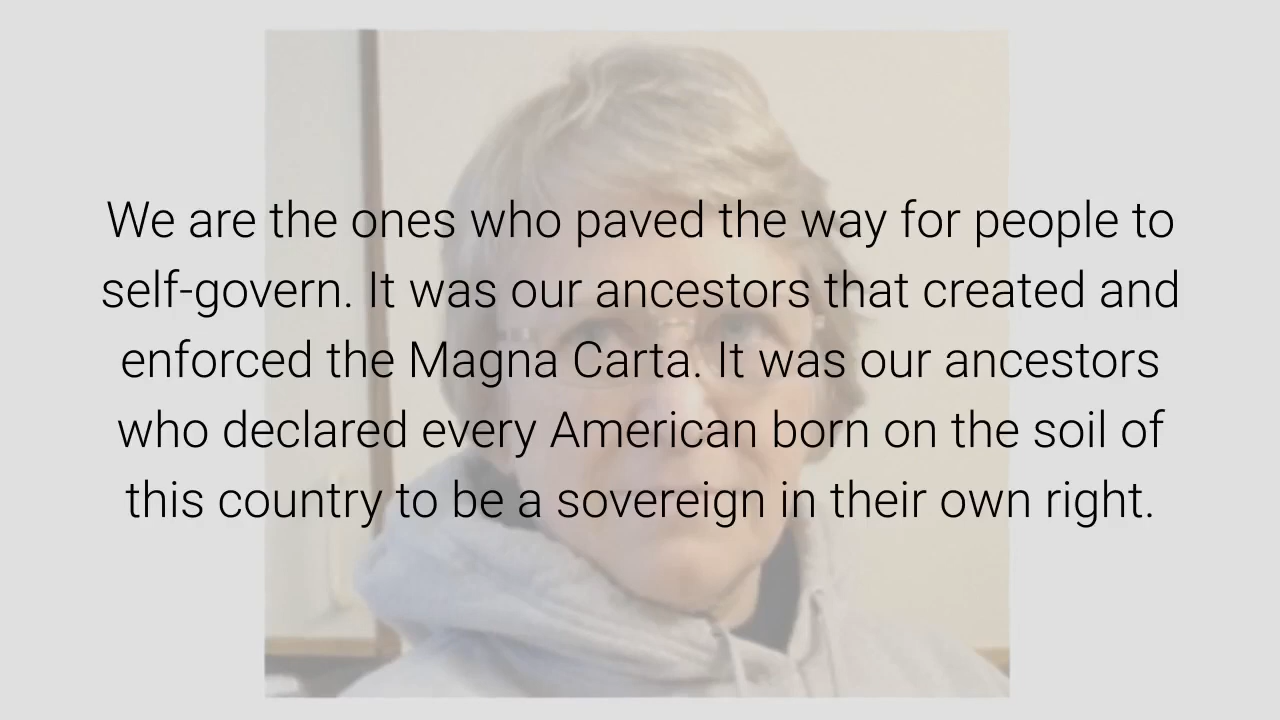 We are the ones who paved the way for people to
self-govern. It was our ancestors that created and
enforced the Magna Carta. It was our ancestors
who declared every American born on the soil of
this country to be a sovereign in their own right.